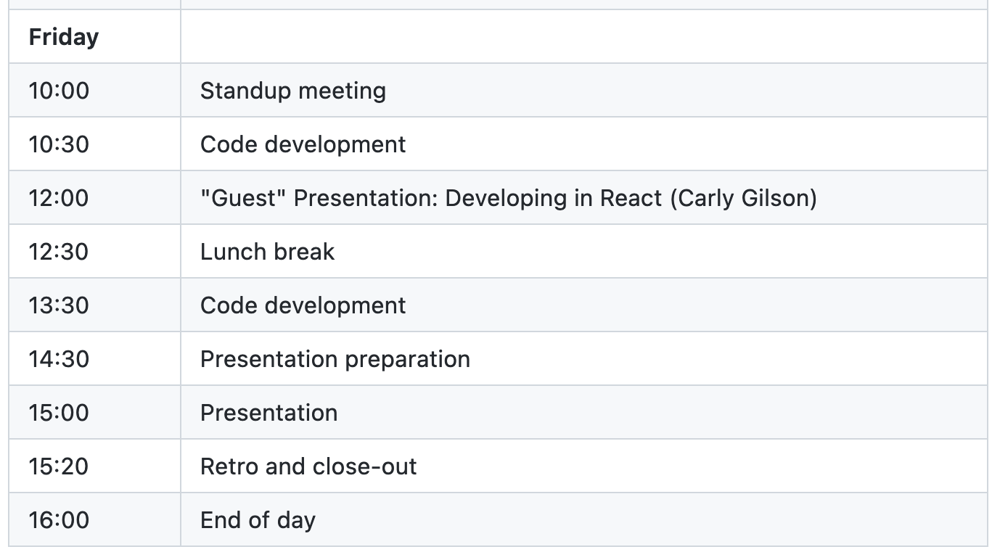 Friday
10:00 Standup meeting
10:30 Code development
12:00 "Guest" Presentation: Developing in React (Carly Gilson)
12:30 Lunch break
13:30 Code development
14:30 Presentation preparation
15:00 Presentation
15:20 Retro and close-out
16:00 End of day